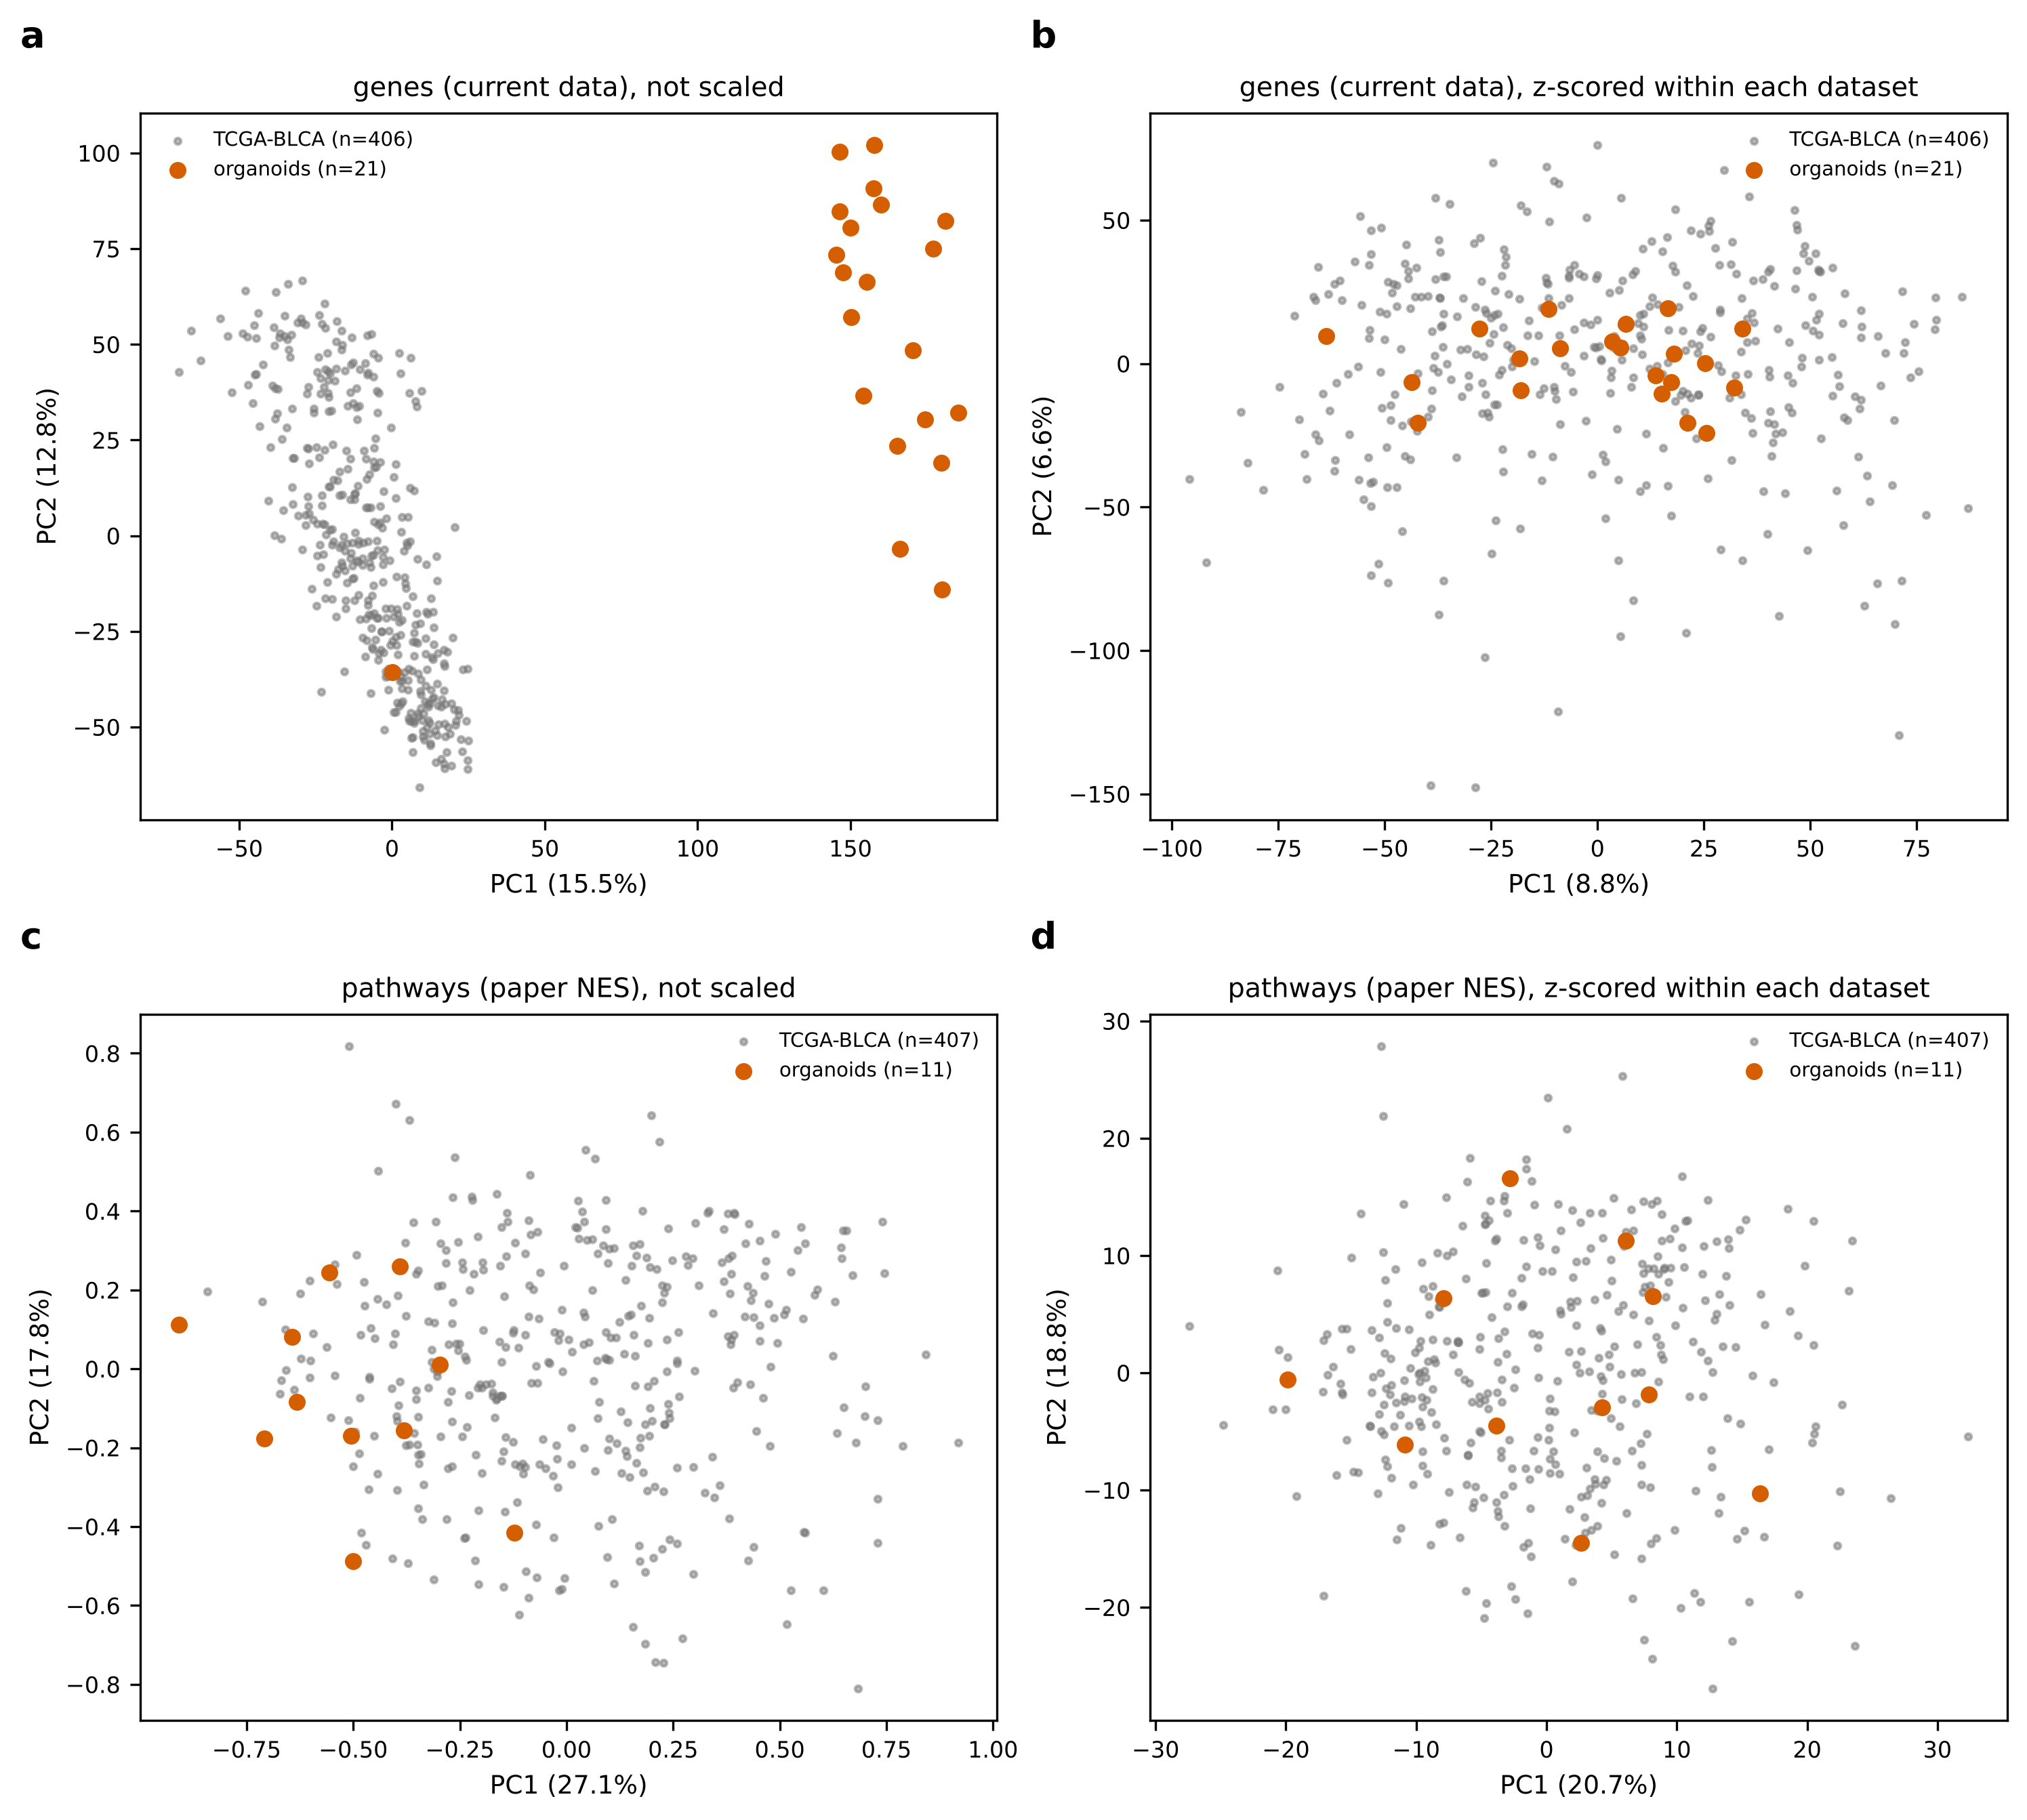 a
genes (current data), not scaled
TCGA-BLCA (n=406)
organoids (n=21)
100
75
50
25
0
−25
−50
PC2 (12.8%)
−50
0
50
100
150
PC1 (15.5%)
b
genes (current data), z-scored within each dataset
TCGA-BLCA (n=406)
organoids (n=21)
50
0
−50
−100
−150
PC2 (6.6%)
−100
−75
−50
−25
0
25
50
75
PC1 (8.8%)
c
pathways (paper NES), not scaled
TCGA-BLCA (n=407)
organoids (n=11)
0.8
0.6
0.4
0.2
0.0
−0.2
−0.4
−0.6
−0.8
PC2 (17.8%)
−0.75
−0.50
−0.25
0.00
0.25
0.50
0.75
1.00
PC1 (27.1%)
d
pathways (paper NES), z-scored within each dataset
TCGA-BLCA (n=407)
organoids (n=11)
30
20
10
0
−10
−20
PC2 (18.8%)
−30
−20
−10
0
10
20
30
PC1 (20.7%)